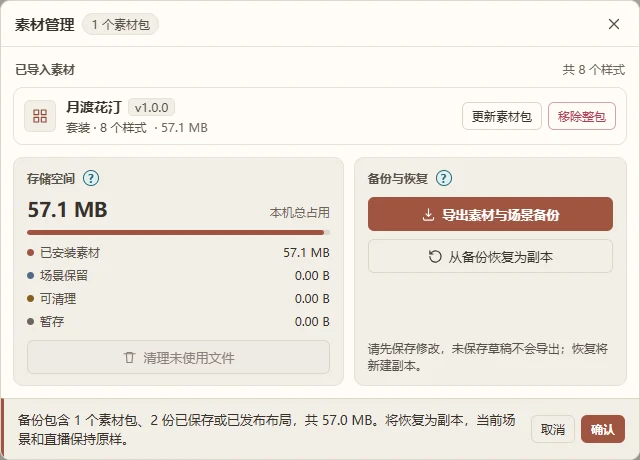 素材管理 1 个素材包
已导入素材 共 8 个样式
月渡花汀 v1.0.0
套装 · 8 个样式 · 57.1 MB
更新素材包 移除整包
存储空间 ?
57.1 MB 本机总占用
已安装素材 57.1 MB
场景保留 0.00 B
可清理 0.00 B
暂存 0.00 B
清理未使用文件
备份与恢复 ?
导出素材与场景备份
从备份恢复为副本
请先保存修改，未保存草稿不会导出；恢复将
新建副本。
备份包含 1 个素材包、2 份已保存或已发布布局，共 57.0 MB。将恢复为副本，当前场
景和直播保持原样。
取消 确认